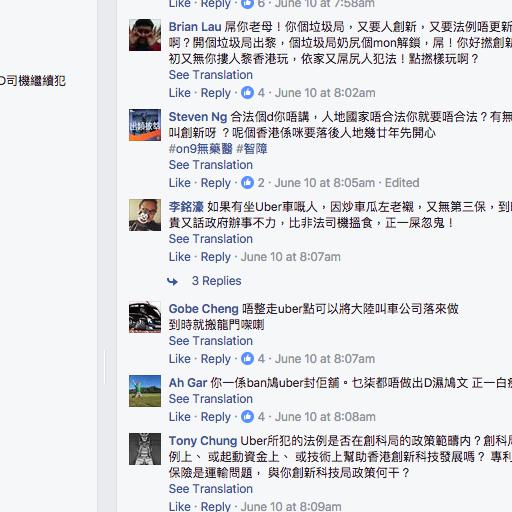 Like · Reply · 6 · June 10 at 7:58am
D司機繼續犯
Brian Lau 屌你老母！你個垃圾局，又要人創新，又要法例唔更新
啊？開個垃圾局出黎，個垃圾局奶尻個mon解鎖，屌！你好撚創新
初又無你摟人黎香港玩，依家又屌尻人犯法！點撚樣玩啊？
See Translation
Like · Reply · 4 · June 10 at 8:02am
Steven Ng 合法個d你唔講，人地國家唔合法你就要唔合法？有無
叫創新呀 ？呢個香港係咪要落後人地幾廿年先開心
#on9無藥醫 #智障
See Translation
Like · Reply · 2 · June 10 at 8:05am · Edited
李銘濠 如果有坐Uber車嘅人，因炒車瓜左老襯，又無第三保，到
貴又話政府辦事不力，比非法司機搵食，正一屎忽鬼！
See Translation
Like · Reply · June 10 at 8:07am
3 Replies
Gobe Cheng 唔整走uber點可以將大陸叫車公司落來做
到時就搬龍門㗎喇
See Translation
Like · Reply · 4 · June 10 at 8:07am
Ah Gar 你一係ban鳩uber封佢舖。乜柒都唔做出D濕鳩文 正一白
See Translation
Like · Reply · 4 · June 10 at 8:08am
Tony Chung Uber所犯的法例是否在創科局的政策範疇內？創科
例上、 或起動資金上、 或技術上幫助香港創新科技發展嗎？ 專利
保險是運輸問題， 與你創新科技局政策何干？
See Translation
Like · Reply · June 10 at 8:09am